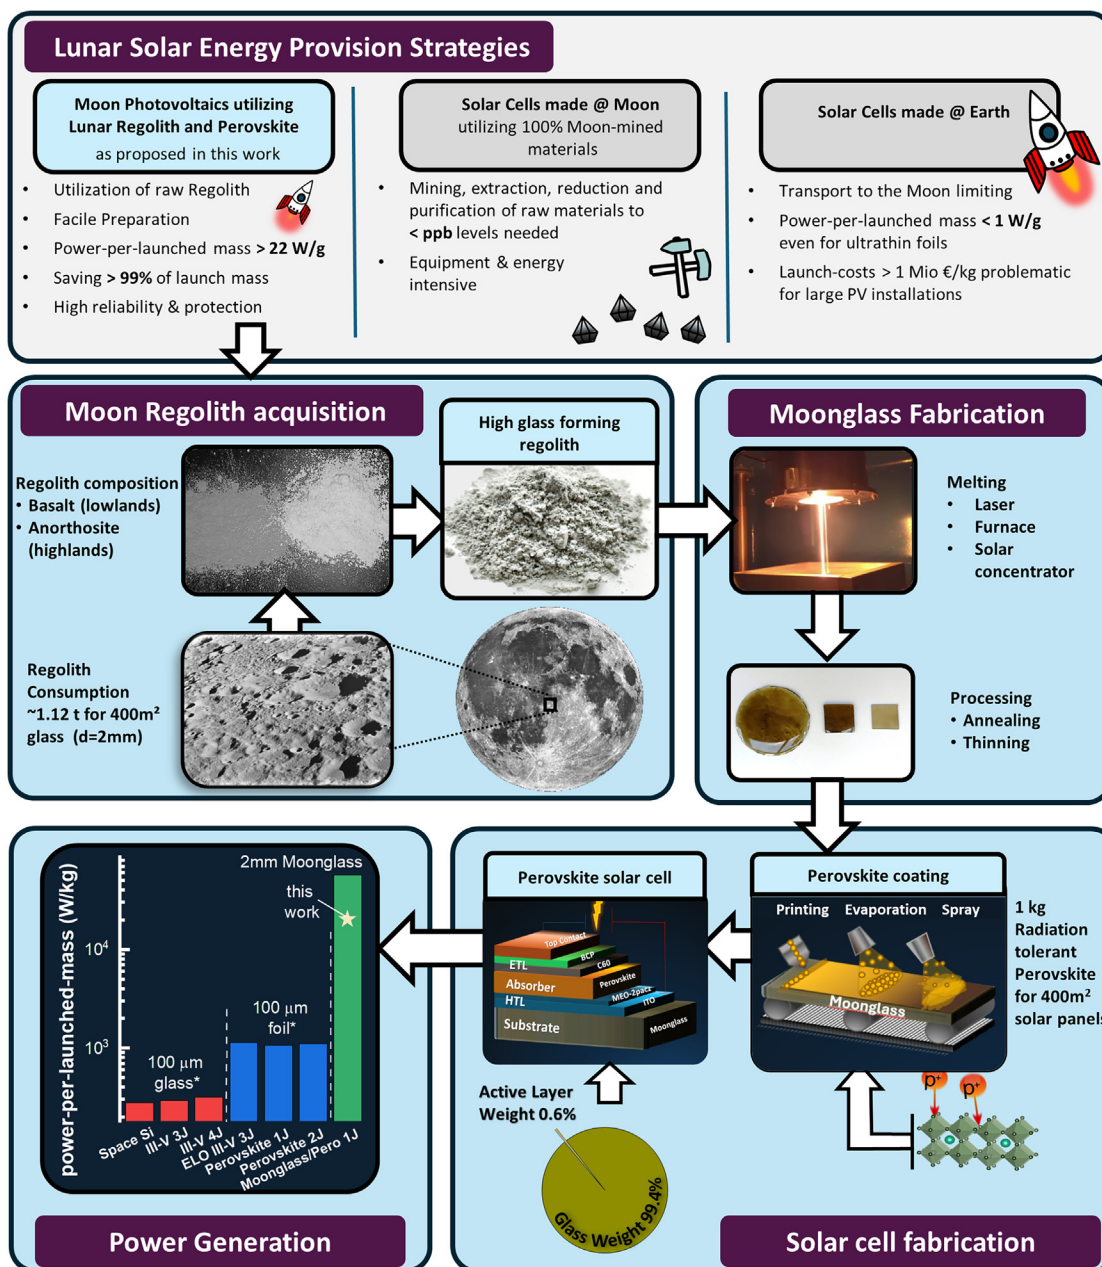 Lunar Solar Energy Provision Strategies
Moon Photovoltaics utilizing
Lunar Regolith and Perovskite
as proposed in this work
• Utilization of raw Regolith
• Facile Preparation
• Power-per-launched mass > 22 W/g
• Saving > 99% of launch mass
• High reliability & protection
Solar Cells made @ Moon
utilizing 100% Moon-mined
materials
• Mining, extraction, reduction and
purification of raw materials to
< ppb levels needed
• Equipment & energy
intensive
Solar Cells made @ Earth
• Transport to the Moon limiting
• Power-per-launched mass < 1 W/g
even for ultrathin foils
• Launch-costs > 1 Mio €/kg problematic
for large PV installations
Moon Regolith acquisition
Regolith composition
• Basalt (lowlands)
• Anorthosite
(highlands)
High glass forming
regolith
Regolith
Consumption
~1.12 t for 400m²
glass (d=2mm)
Moonglass Fabrication
Melting
• Laser
• Furnace
• Solar
concentrator
Processing
• Annealing
• Thinning
Perovskite coating
Printing
Evaporation
Spray
Moonglass
1 kg
Radiation
tolerant
Perovskite
for 400m²
solar panels
p⁺
p⁺
Perovskite solar cell
Top Contact
BCP
ETL
C60
Absorber
Perovskite
HTL
MEO-2pacz
ITO
Substrate
Moonglass
Active Layer
Weight 0.6%
Glass Weight 99.4%
Solar cell fabrication
power-per-launched-mass (W/kg)
10⁴
10³
2mm Moonglass
this
work
100 µm
foil*
100 µm
glass*
Space Si
III-V 3J
III-V 4J
ELO III-V 3J
Perovskite 1J
Perovskite 2J
Moonglass/Pero 1J
Power Generation